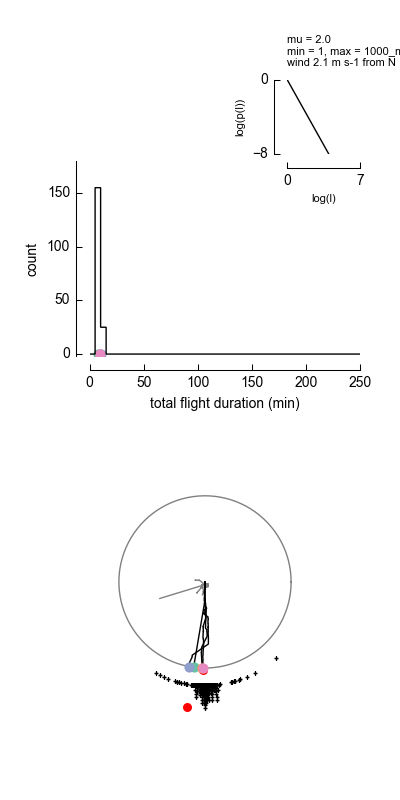 mu = 2.0
min = 1, max = 1000_m
wind 2.1 m s-1 from N
0
−8
log(p(l))
0 7
log(l)
150
100
50
0
count
0 50 100 150 200 250
total flight duration (min)